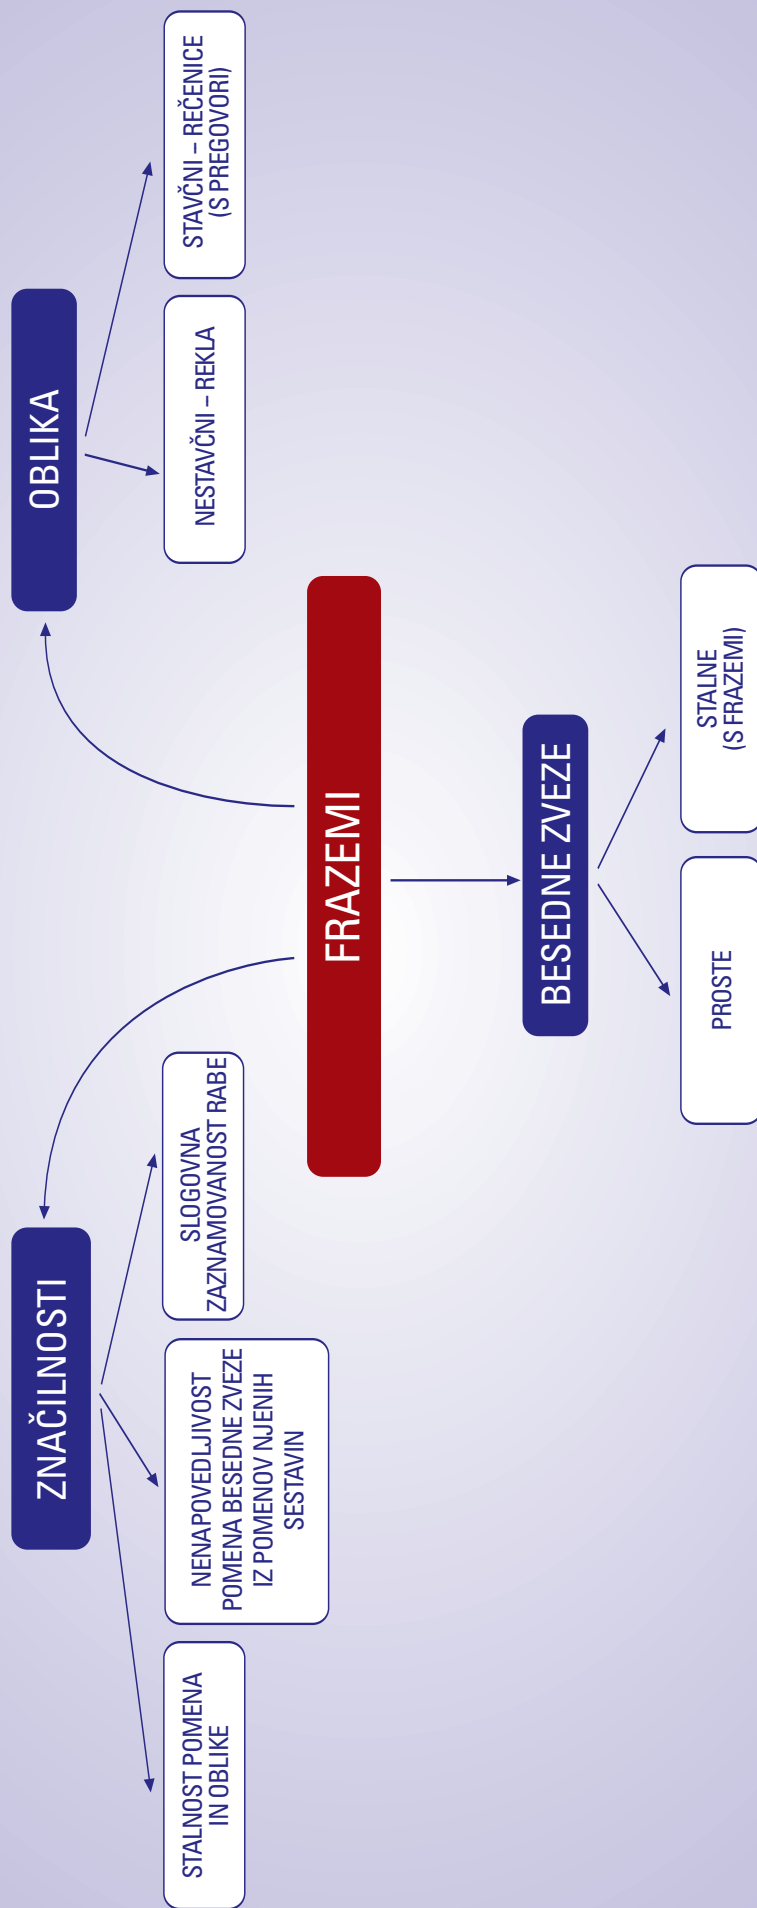 ZNAČILNOSTI
STALNOST POMENA
IN OBLIKE
NENAPOVEDLJIVOST
POMENA BESEDNE ZVEZE
IZ POMENOV NJENIH
SESTAVIN
SLOGOVNA
ZAZNAMOVANOST RABE
OBLIKA
NESTAVČNI – REKLA
STAVČNI – REČENICE
(S PREGOVORI)
FRAZEMI
BESEDNE ZVEZE
PROSTE
STALNE
(S FRAZEMI)